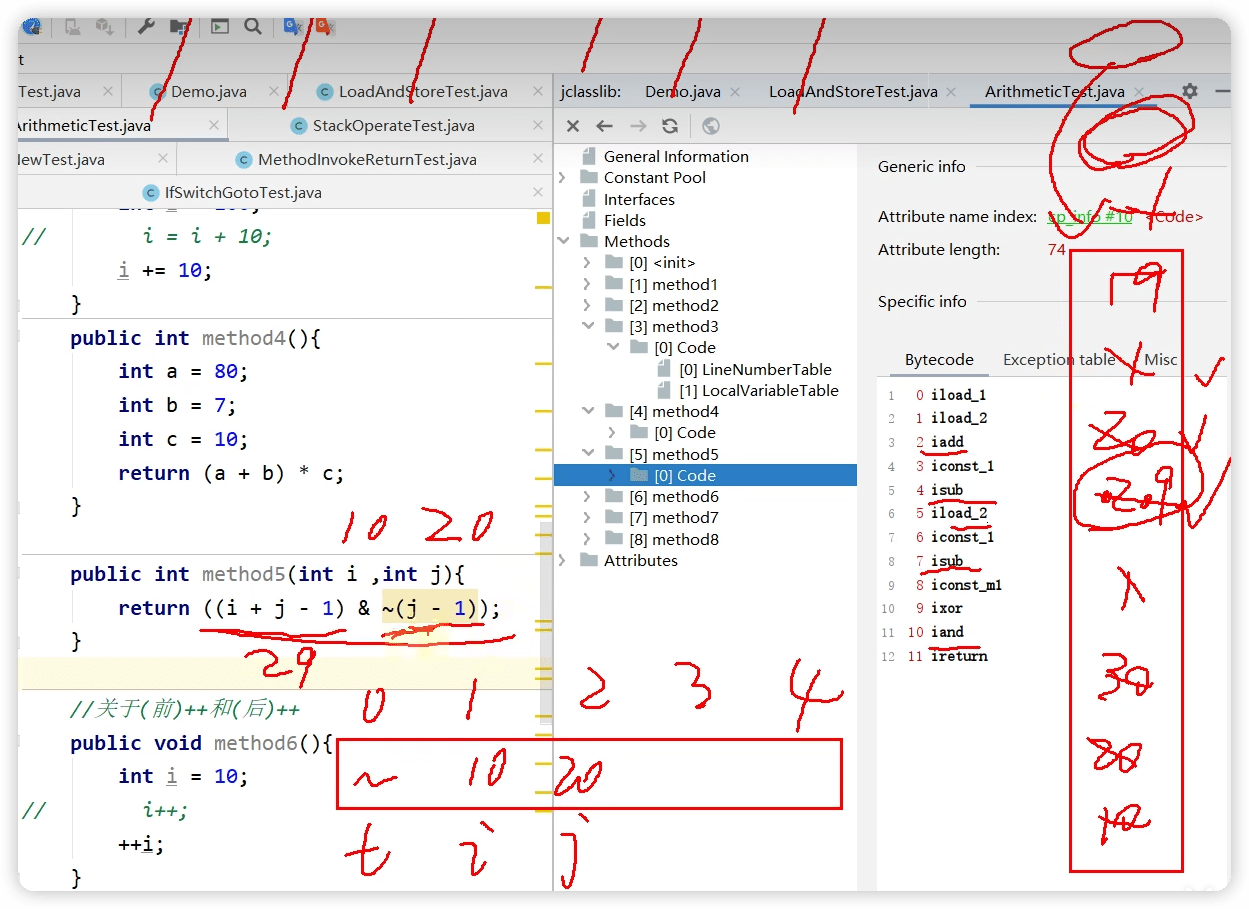 t
Test.java Demo.java LoadAndStoreTest.java
ArithmeticTest.java StackOperateTest.java
NewTest.java MethodInvokeReturnTest.java
IfSwitchGotoTest.java
// i = i + 10;
i += 10;
}
public int method4(){
int a = 80;
int b = 7;
int c = 10;
return (a + b) * c;
}
10 20
public int method5(int i ,int j){
return ((i + j - 1) & ~(j - 1));
}
29
//关于(前)++和(后)++
public void method6(){
int i = 10;
// i++;
++i;
}
0 1 2 3 4
~ 10 20
t i j
jclasslib: Demo.java LoadAndStoreTest.java ArithmeticTest.java
General Information
Constant Pool
Interfaces
Fields
Methods
[0] <init>
[1] method1
[2] method2
[3] method3
[0] Code
[0] LineNumberTable
[1] LocalVariableTable
[4] method4
[0] Code
[5] method5
[0] Code
[6] method6
[7] method7
[8] method8
Attributes
Generic info
Attribute name index: cp_info #10 <Code>
Attribute length: 74
Specific info
Bytecode Exception table Misc
1 0 iload_1
2 1 iload_2
3 2 iadd
4 3 iconst_1
5 4 isub
6 5 iload_2
7 6 iconst_1
8 7 isub
9 8 iconst_m1
10 9 ixor
11 10 iand
12 11 ireturn
20
29
30
20
10